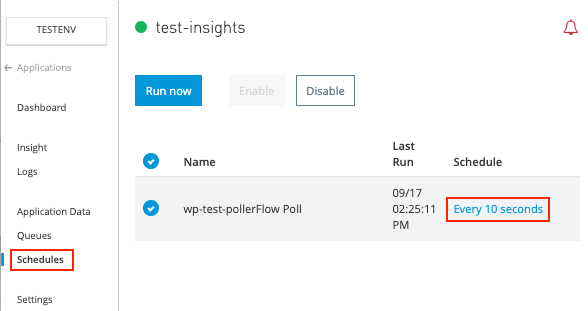 TESTENV
Applications
Dashboard
Insight
Logs
Application Data
Queues
Schedules
Settings
test-insights
Run now
Enable
Disable
Name
Last
Run
Schedule
wp-test-pollerFlow Poll
09/17
02:25:11
PM
Every 10 seconds